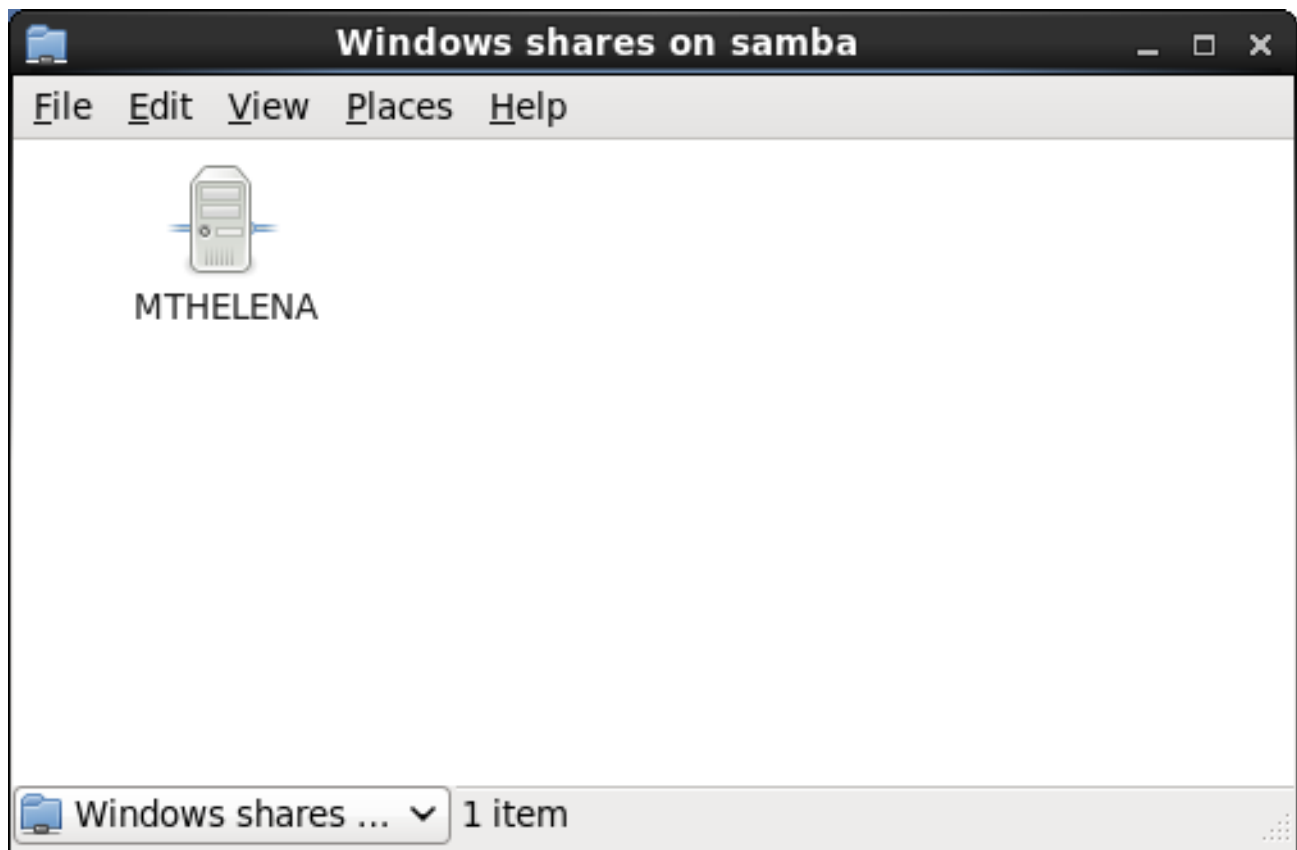 Windows shares on samba
File Edit View Places Help
MTHELENA
Windows shares ... 1 item